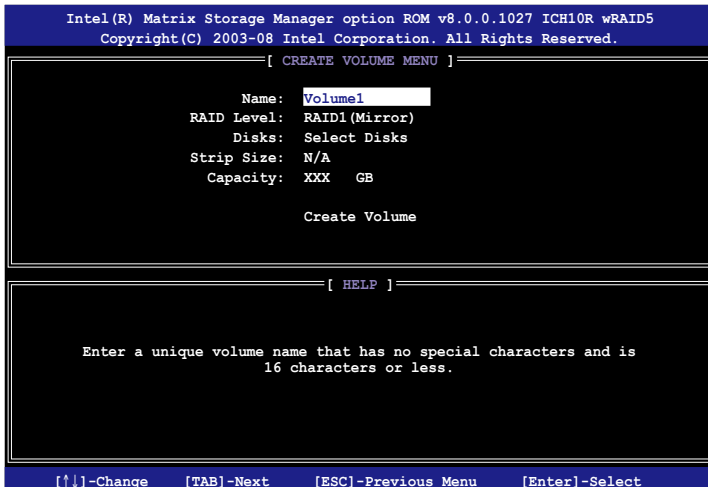 Intel(R) Matrix Storage Manager option ROM v8.0.0.1027 ICH10R wRAID5
Copyright(C) 2003-08 Intel Corporation. All Rights Reserved.
[ CREATE VOLUME MENU ]
Name: Volume1
RAID Level: RAID1(Mirror)
Disks: Select Disks
Strip Size: N/A
Capacity: XXX GB
Create Volume
[ HELP ]
Enter a unique volume name that has no special characters and is
16 characters or less.
[↑↓]-Change [TAB]-Next [ESC]-Previous Menu [Enter]-Select